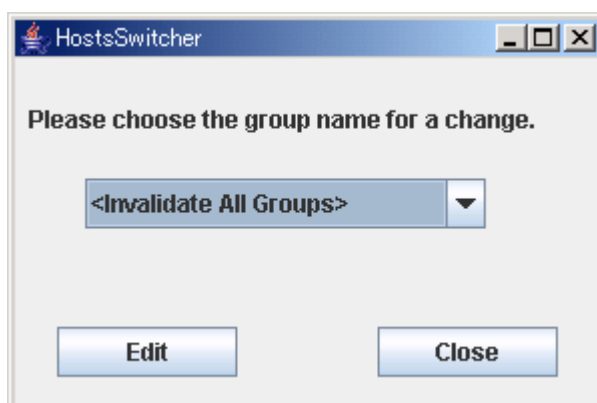 HostsSwitcher
Please choose the group name for a change.
<Invalidate All Groups>
Edit
Close